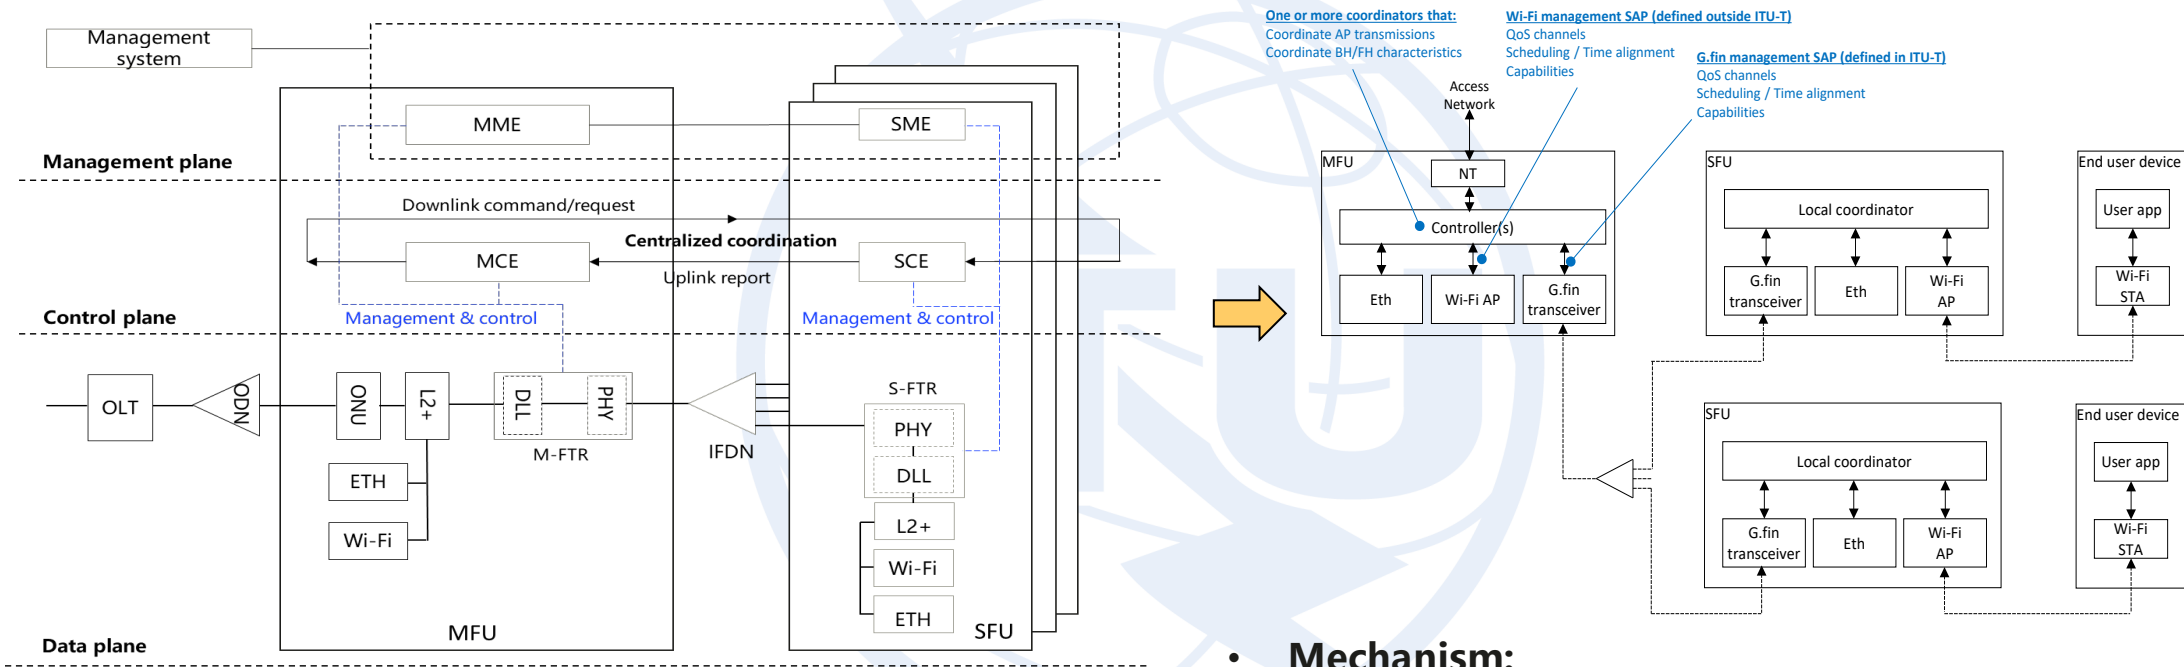 Management
system
MME
SME
Management plane
Downlink command/request
Centralized coordination
MCE
SCE
Uplink report
Control plane
Management & control
Management & control
OLT
ODN
ONU
L2+
DLL
PHY
M-FTR
IFDN
S-FTR
PHY
DLL
ETH
Wi-Fi
L2+
Wi-Fi
ETH
MFU
SFU
Data plane
One or more coordinators that:
Coordinate AP transmissions
Coordinate BH/FH characteristics
Wi-Fi management SAP (defined outside ITU-T)
QoS channels
Scheduling / Time alignment
Capabilities
G.fin management SAP (defined in ITU-T)
QoS channels
Scheduling / Time alignment
Capabilities
Access
Network
MFU
NT
Controller(s)
Eth
Wi-Fi AP
G.fin
transceiver
SFU
Local coordinator
G.fin
transceiver
Eth
Wi-Fi
AP
End user device
User app
Wi-Fi
STA
SFU
Local coordinator
G.fin
transceiver
Eth
Wi-Fi
AP
End user device
User app
Wi-Fi
STA
• Mechanism:
ITU